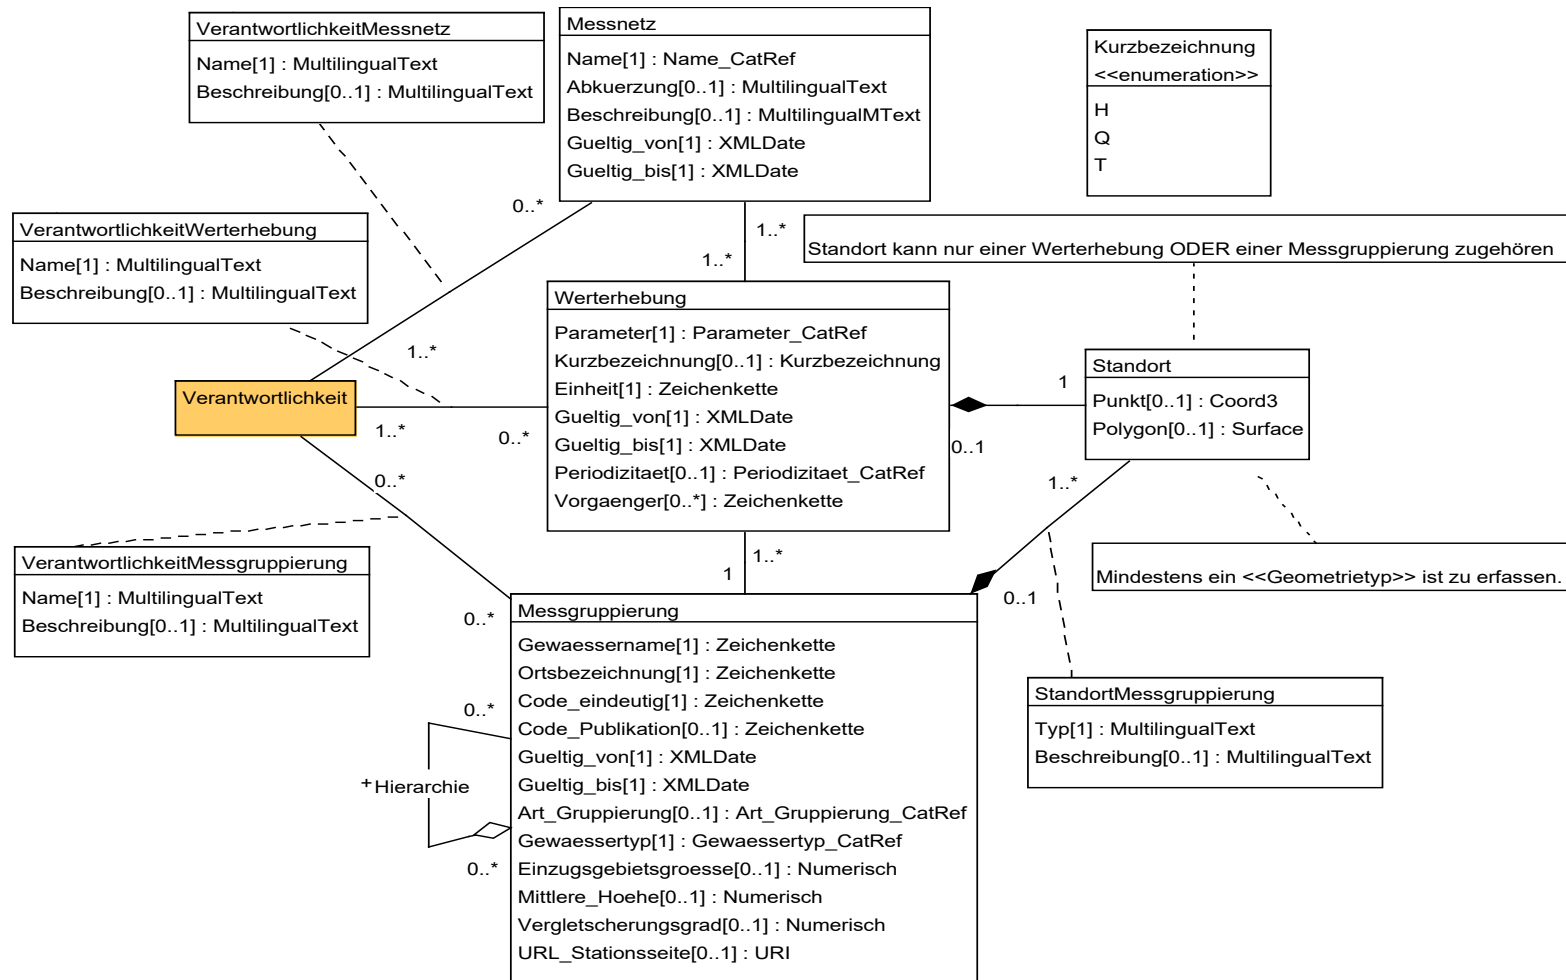 VerantwortlichkeitMessnetz
Name[1] : MultilingualText
Beschreibung[0..1] : MultilingualText
Messnetz
Name[1] : Name_CatRef
Abkuerzung[0..1] : MultilingualText
Beschreibung[0..1] : MultilingualMText
Gueltig_von[1] : XMLDate
Gueltig_bis[1] : XMLDate
Kurzbezeichnung
<<enumeration>>
H
Q
T
0..*
1..*
1..*
VerantwortlichkeitWerterhebung
Name[1] : MultilingualText
Beschreibung[0..1] : MultilingualText
Standort kann nur einer Werterhebung ODER einer Messgruppierung zugehören
Werterhebung
Parameter[1] : Parameter_CatRef
Kurzbezeichnung[0..1] : Kurzbezeichnung
Einheit[1] : Zeichenkette
Gueltig_von[1] : XMLDate
Gueltig_bis[1] : XMLDate
Periodizitaet[0..1] : Periodizitaet_CatRef
Vorgaenger[0..*] : Zeichenkette
1..*
Verantwortlichkeit
1..*
0..*
0..*
1
0..1
Standort
Punkt[0..1] : Coord3
Polygon[0..1] : Surface
1..*
0..1
Mindestens ein <<Geometrietyp>> ist zu erfassen.
VerantwortlichkeitMessgruppierung
Name[1] : MultilingualText
Beschreibung[0..1] : MultilingualText
1..*
1
0..*
Messgruppierung
Gewaessername[1] : Zeichenkette
Ortsbezeichnung[1] : Zeichenkette
Code_eindeutig[1] : Zeichenkette
Code_Publikation[0..1] : Zeichenkette
Gueltig_von[1] : XMLDate
Gueltig_bis[1] : XMLDate
Art_Gruppierung[0..1] : Art_Gruppierung_CatRef
Gewaessertyp[1] : Gewaessertyp_CatRef
Einzugsgebietsgroesse[0..1] : Numerisch
Mittlere_Hoehe[0..1] : Numerisch
Vergletscherungsgrad[0..1] : Numerisch
URL_Stationsseite[0..1] : URI
0..*
+Hierarchie
0..*
StandortMessgruppierung
Typ[1] : MultilingualText
Beschreibung[0..1] : MultilingualText